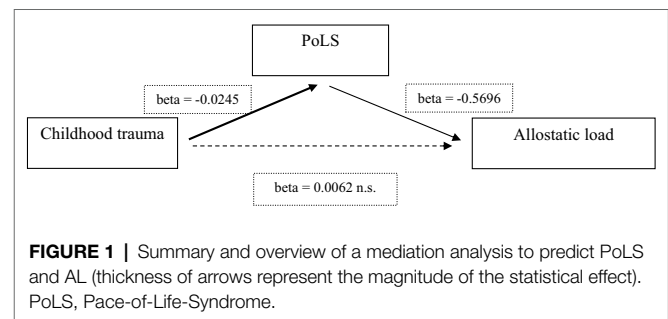 PoLS
beta = -0.0245
beta = -0.5696
Childhood trauma
Allostatic load
beta = 0.0062 n.s.
FIGURE 1 | Summary and overview of a mediation analysis to predict PoLS
and AL (thickness of arrows represent the magnitude of the statistical effect).
PoLS, Pace-of-Life-Syndrome.